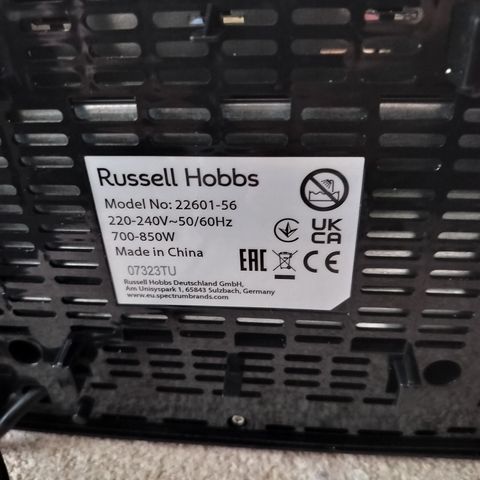 Russell Hobbs
Model No: 22601-56
220-240V~50/60Hz
700-850W
Made in China
07323TU
UK
CA
EAC
CE
Russell Hobbs Deutschland GmbH,
Am Unisyspark 1, 65843 Sulzbach, Germany
www.eu.spectrumbrands.com